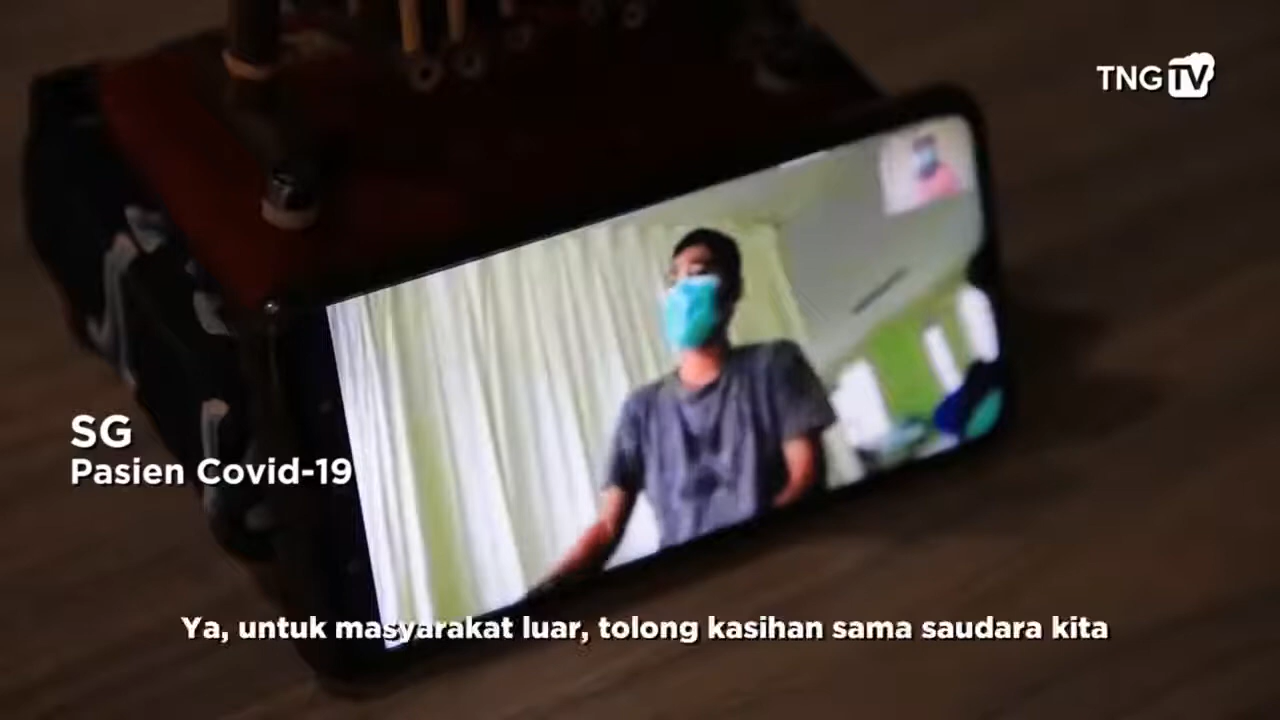 TNG TV
SG
Pasien Covid-19
Ya, untuk masyarakat luar, tolong kasihan sama saudara kita